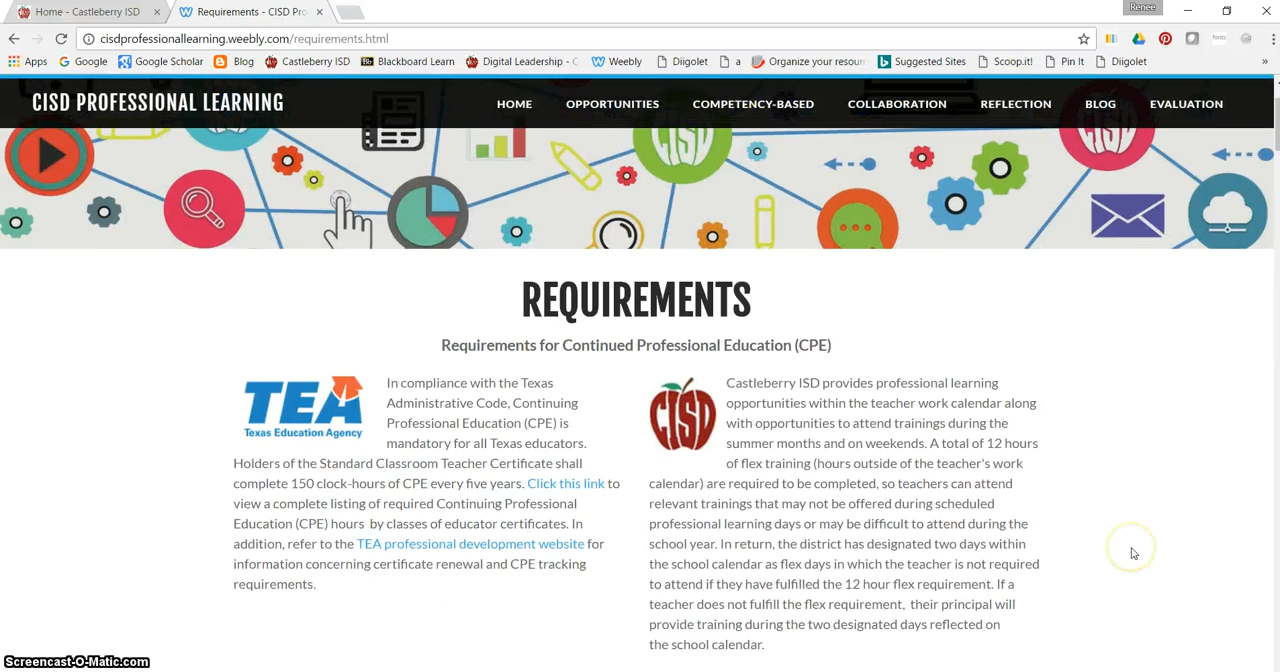 Home - Castleberry ISD
Requirements - CISD Pro
Renee
cisdprofessionallearning.weebly.com/requirements.html
Apps Google Google Scholar Blog Castleberry ISD Blackboard Learn Digital Leadership - C Weebly Diigolet a Organize your resour Suggested Sites Scoop.it! Pin It Diigolet »
CISD PROFESSIONAL LEARNING
HOME OPPORTUNITIES COMPETENCY-BASED COLLABORATION REFLECTION BLOG EVALUATION
CISD
CISD
REQUIREMENTS
Requirements for Continued Professional Education (CPE)
TEA
Texas Education Agency
In compliance with the Texas
Administrative Code, Continuing
Professional Education (CPE) is
mandatory for all Texas educators.
Holders of the Standard Classroom Teacher Certificate shall
complete 150 clock-hours of CPE every five years. Click this link to
view a complete listing of required Continuing Professional
Education (CPE) hours by classes of educator certificates. In
addition, refer to the TEA professional development website for
information concerning certificate renewal and CPE tracking
requirements.
CISD
Castleberry ISD provides professional learning
opportunities within the teacher work calendar along
with opportunities to attend trainings during the
summer months and on weekends. A total of 12 hours
of flex training (hours outside of the teacher's work
calendar) are required to be completed, so teachers can attend
relevant trainings that may not be offered during scheduled
professional learning days or may be difficult to attend during the
school year. In return, the district has designated two days within
the school calendar as flex days in which the teacher is not required
to attend if they have fulfilled the 12 hour flex requirement. If a
teacher does not fulfill the flex requirement, their principal will
provide training during the two designated days reflected on
the school calendar.
Screencast-O-Matic.com